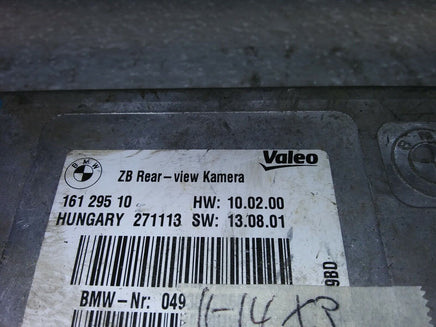 BMW
ZB Rear-view Kamera
Valeo
161 295 10 HW: 10.02.00
HUNGARY 271113 SW: 13.08.01
BMW-Nr: 049
11-14 X3
9BD